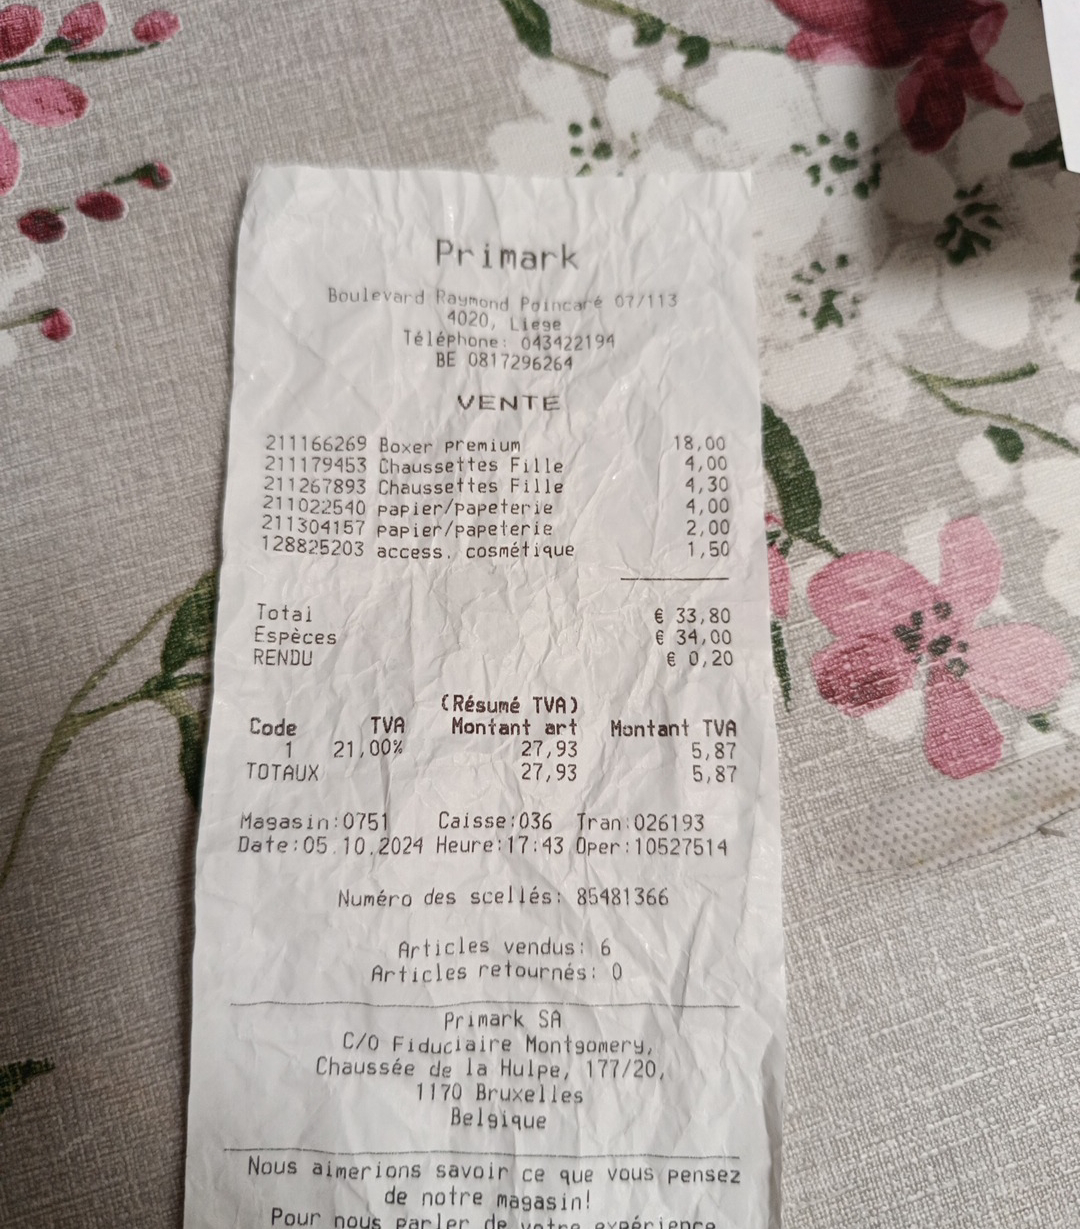 Primark
Boulevard Raymond Poincaré 07/113
4020, Liege
Téléphone: 043422194
BE 0817296264
VENTE
211166269 Boxer premium 18,00
211179453 Chaussettes Fille 4,00
211267893 Chaussettes Fille 4,30
211022540 papier/papeterie 4,00
211304157 papier/papeterie 2,00
128825203 access. cosmétique 1,50
Total € 33,80
Espèces € 34,00
RENDU € 0,20
(Résumé TVA)
Code TVA Montant art Montant TVA
1 21,00% 27,93 5,87
TOTAUX 27,93 5,87
Magasin:0751 Caisse:036 Tran:026193
Date:05.10.2024 Heure:17:43 Oper:10527514
Numéro des scellés: 85481366
Articles vendus: 6
Articles retournés: 0
Primark SA
C/O Fiduciaire Montgomery,
Chaussée de la Hulpe, 177/20,
1170 Bruxelles
Belgique
Nous aimerions savoir ce que vous pensez
de notre magasin!
Pour nous parler de votre expérience